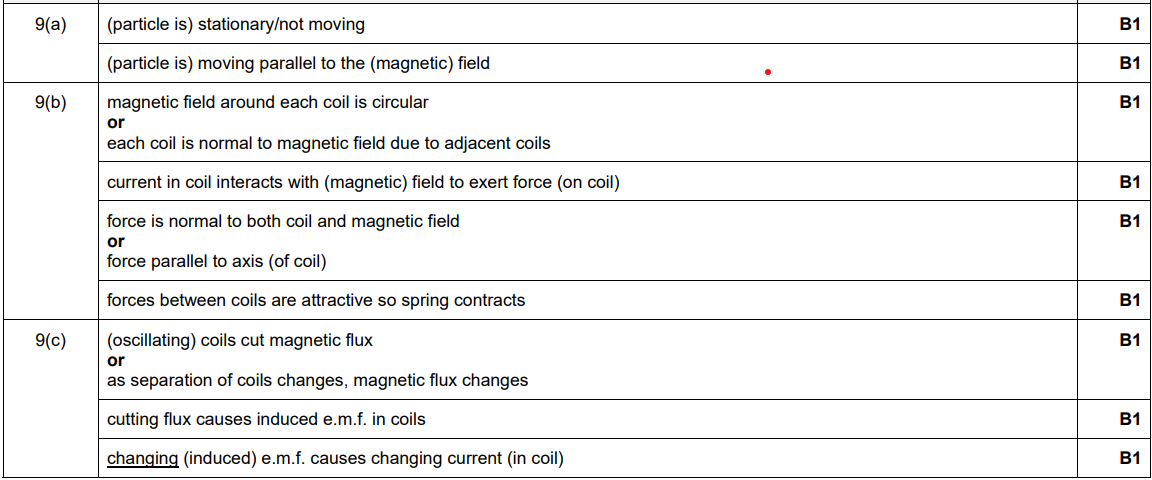 9(a) (particle is) stationary/not moving B1
(particle is) moving parallel to the (magnetic) field B1
9(b) magnetic field around each coil is circular B1
or
each coil is normal to magnetic field due to adjacent coils
current in coil interacts with (magnetic) field to exert force (on coil) B1
force is normal to both coil and magnetic field B1
or
force parallel to axis (of coil)
forces between coils are attractive so spring contracts B1
9(c) (oscillating) coils cut magnetic flux B1
or
as separation of coils changes, magnetic flux changes
cutting flux causes induced e.m.f. in coils B1
changing (induced) e.m.f. causes changing current (in coil) B1